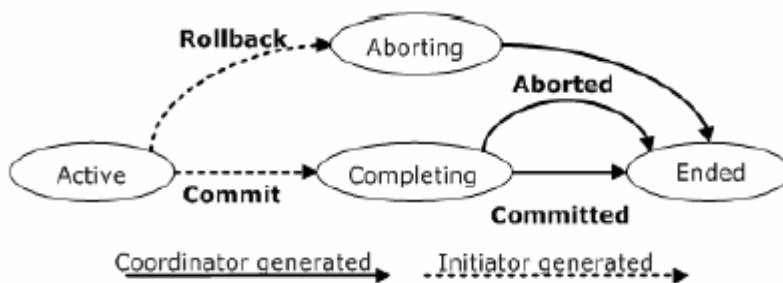 Rollback
Aborting
Aborted
Active
Commit
Completing
Committed
Ended
Coordinator generated
Initiator generated